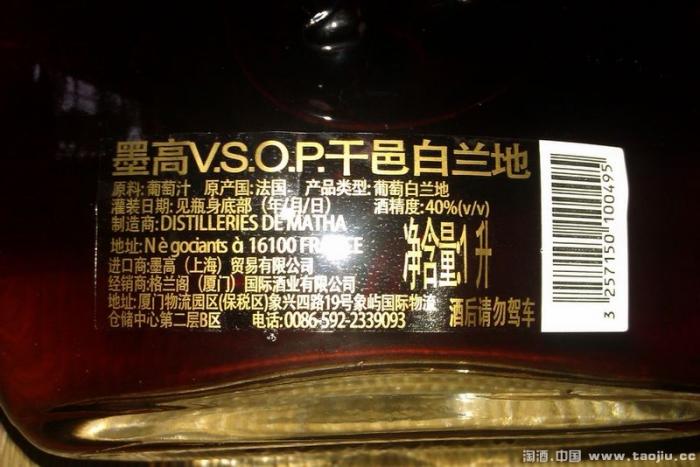 墨高V.S.O.P.干邑白兰地
原料: 葡萄汁 原产国:法国 产品类型: 葡萄白兰地
灌装日期: 见瓶身底部 (年/月/日) 酒精度: 40%(v/v)
制造商: DISTILLERIES DE MATHA
地址: Nègociants à 16100 FRANCE
净含量:1 升
进口商:墨高 (上海) 贸易有限公司
经销商:格兰阁 (厦门) 国际酒业有限公司
地址: 厦门物流园区(保税区)象兴四路19号象屿国际物流
仓储中心第二层B区 电话: 0086-592-2339093
酒后请勿驾车
3 257150 100495
淘酒.中国 www.taojiu.cc